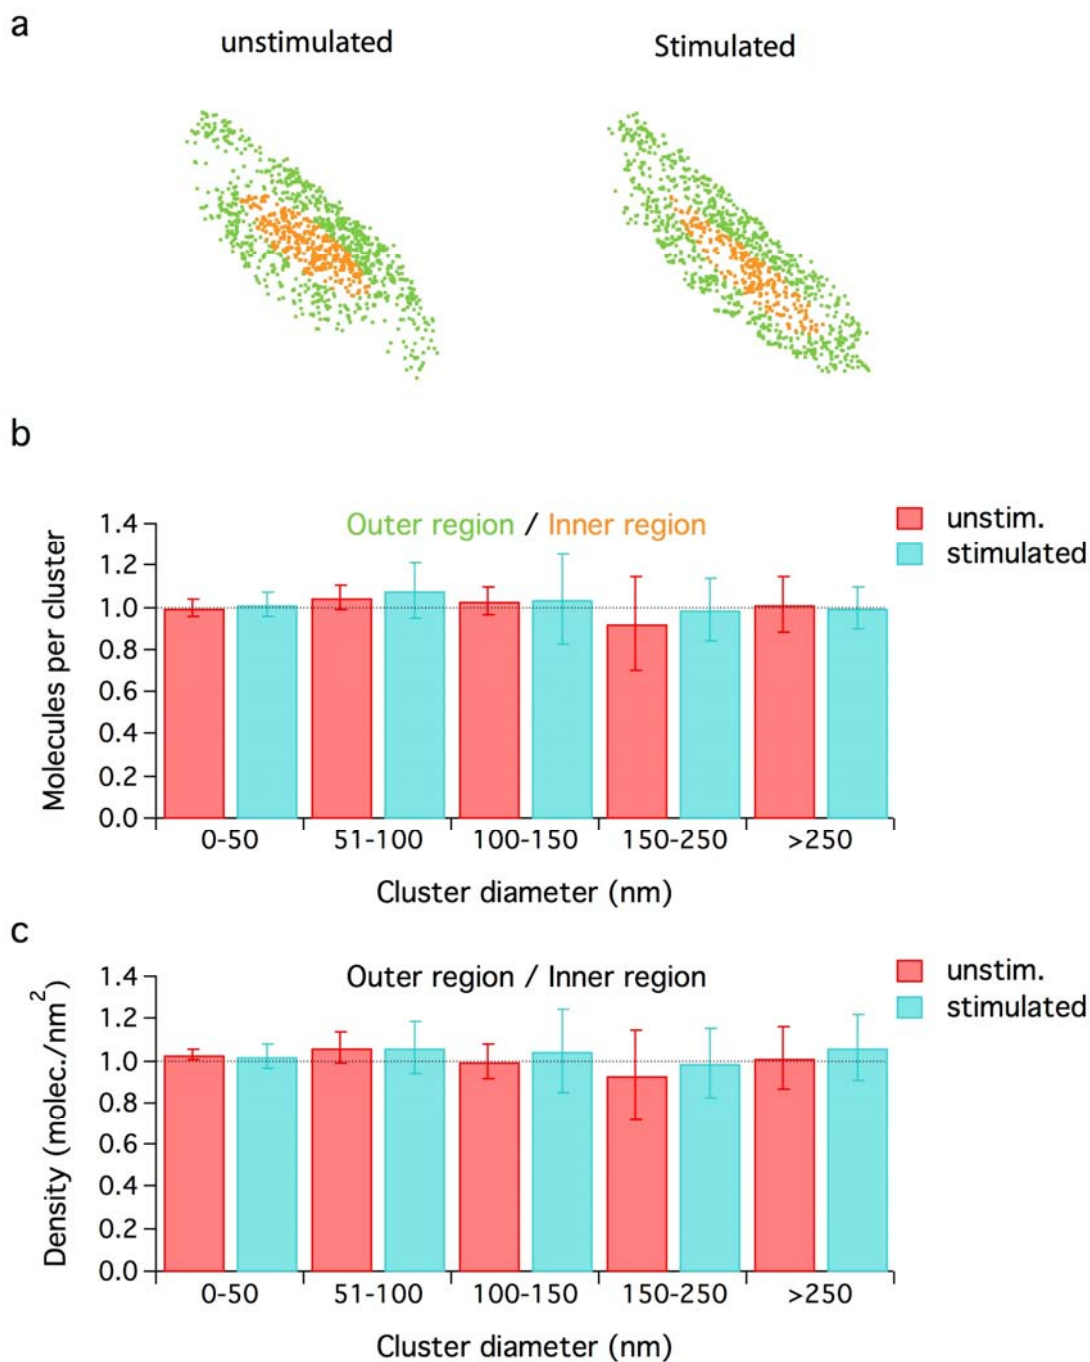 a
unstimulated
Stimulated
b
Outer region / Inner region
unstim.
stimulated
Molecules per cluster
1.4
1.2
1.0
0.8
0.6
0.4
0.2
0.0
0-50
51-100
100-150
150-250
>250
Cluster diameter (nm)
c
Outer region / Inner region
unstim.
stimulated
Density (molec./nm²)
1.4
1.2
1.0
0.8
0.6
0.4
0.2
0.0
0-50
51-100
100-150
150-250
>250
Cluster diameter (nm)